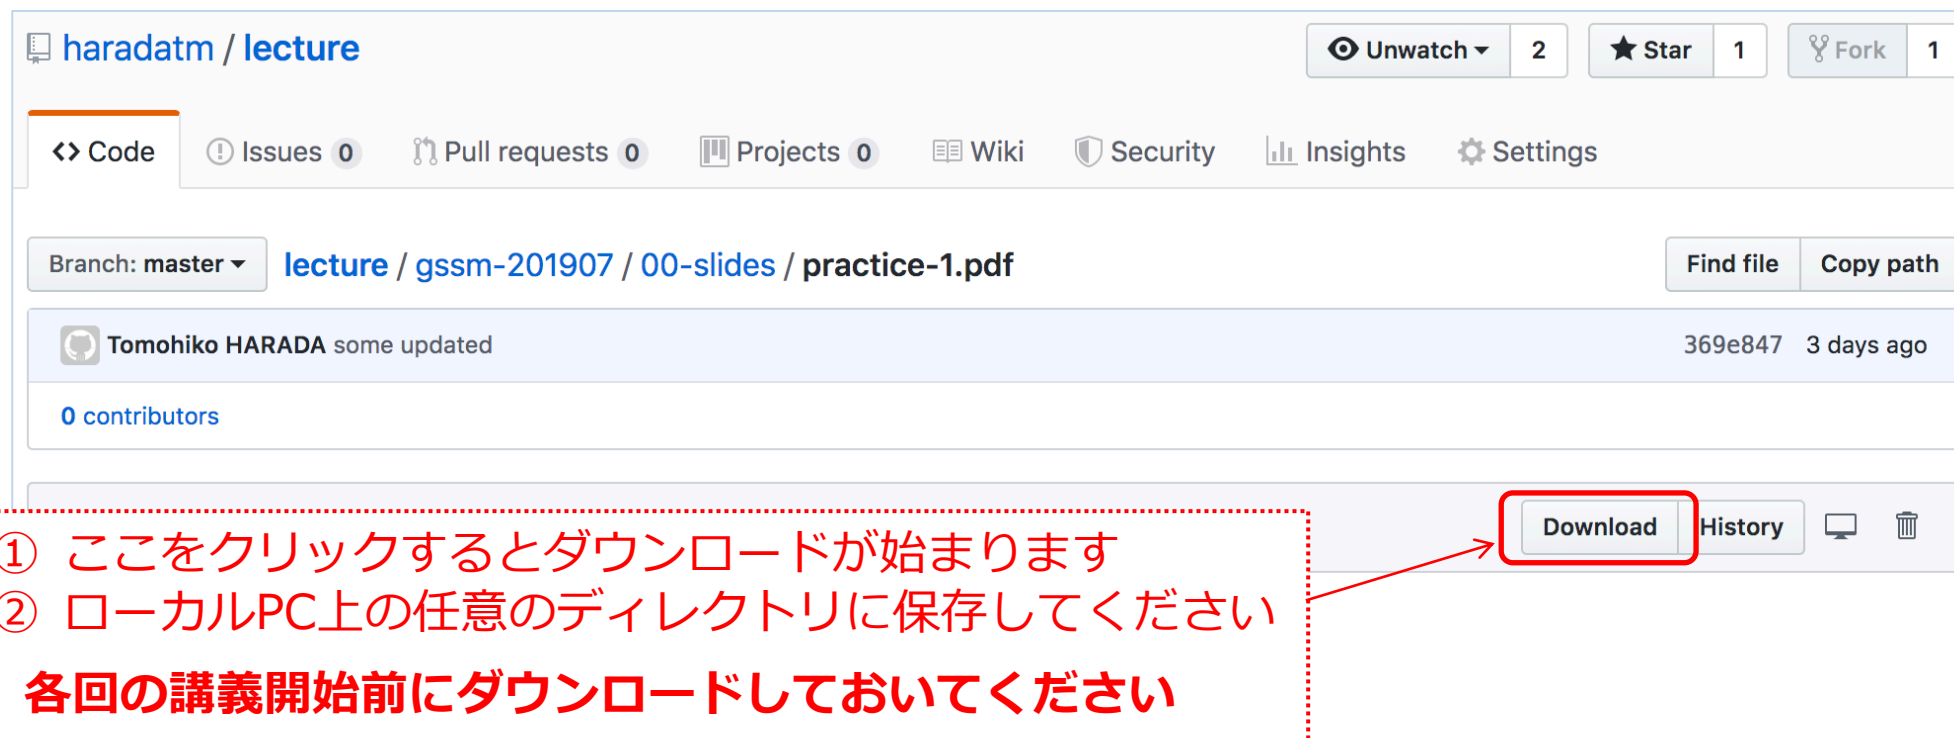 haradatm / lecture
Unwatch 2 Star 1 Fork 1
Code Issues 0 Pull requests 0 Projects 0 Wiki Security Insights Settings
Branch: master lecture / gssm-201907 / 00-slides / practice-1.pdf Find file Copy path
Tomohiko HARADA some updated 369e847 3 days ago
0 contributors
Download History
① ここをクリックするとダウンロードが始まります
② ローカルPC上の任意のディレクトリに保存してください
各回の講義開始前にダウンロードしておいてください